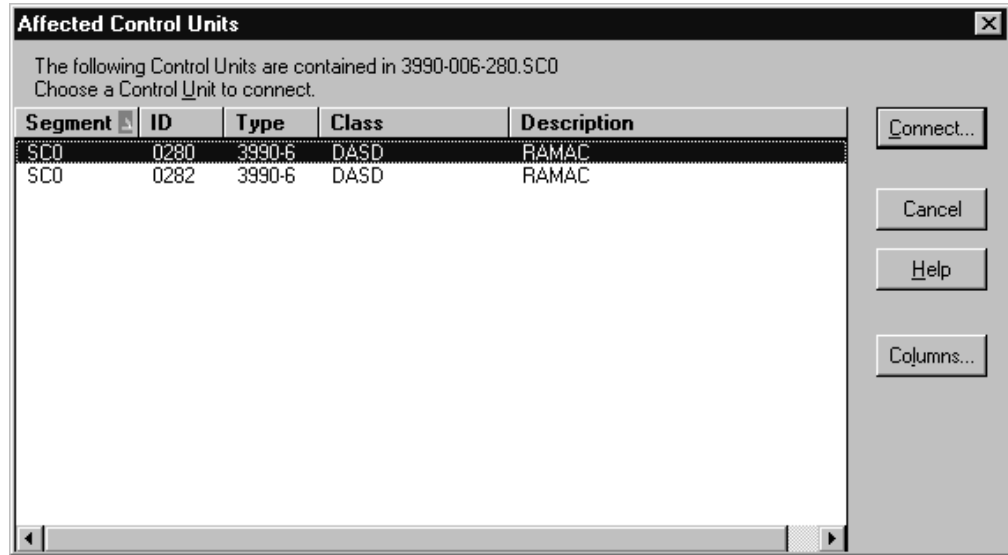 Affected Control Units
The following Control Units are contained in 3990-006-280.SC0
Choose a Control Unit to connect.
Segment ID Type Class Description
SC0 0280 3990-6 DASD RAMAC
SC0 0282 3990-6 DASD RAMAC
Connect...
Cancel
Help
Columns...